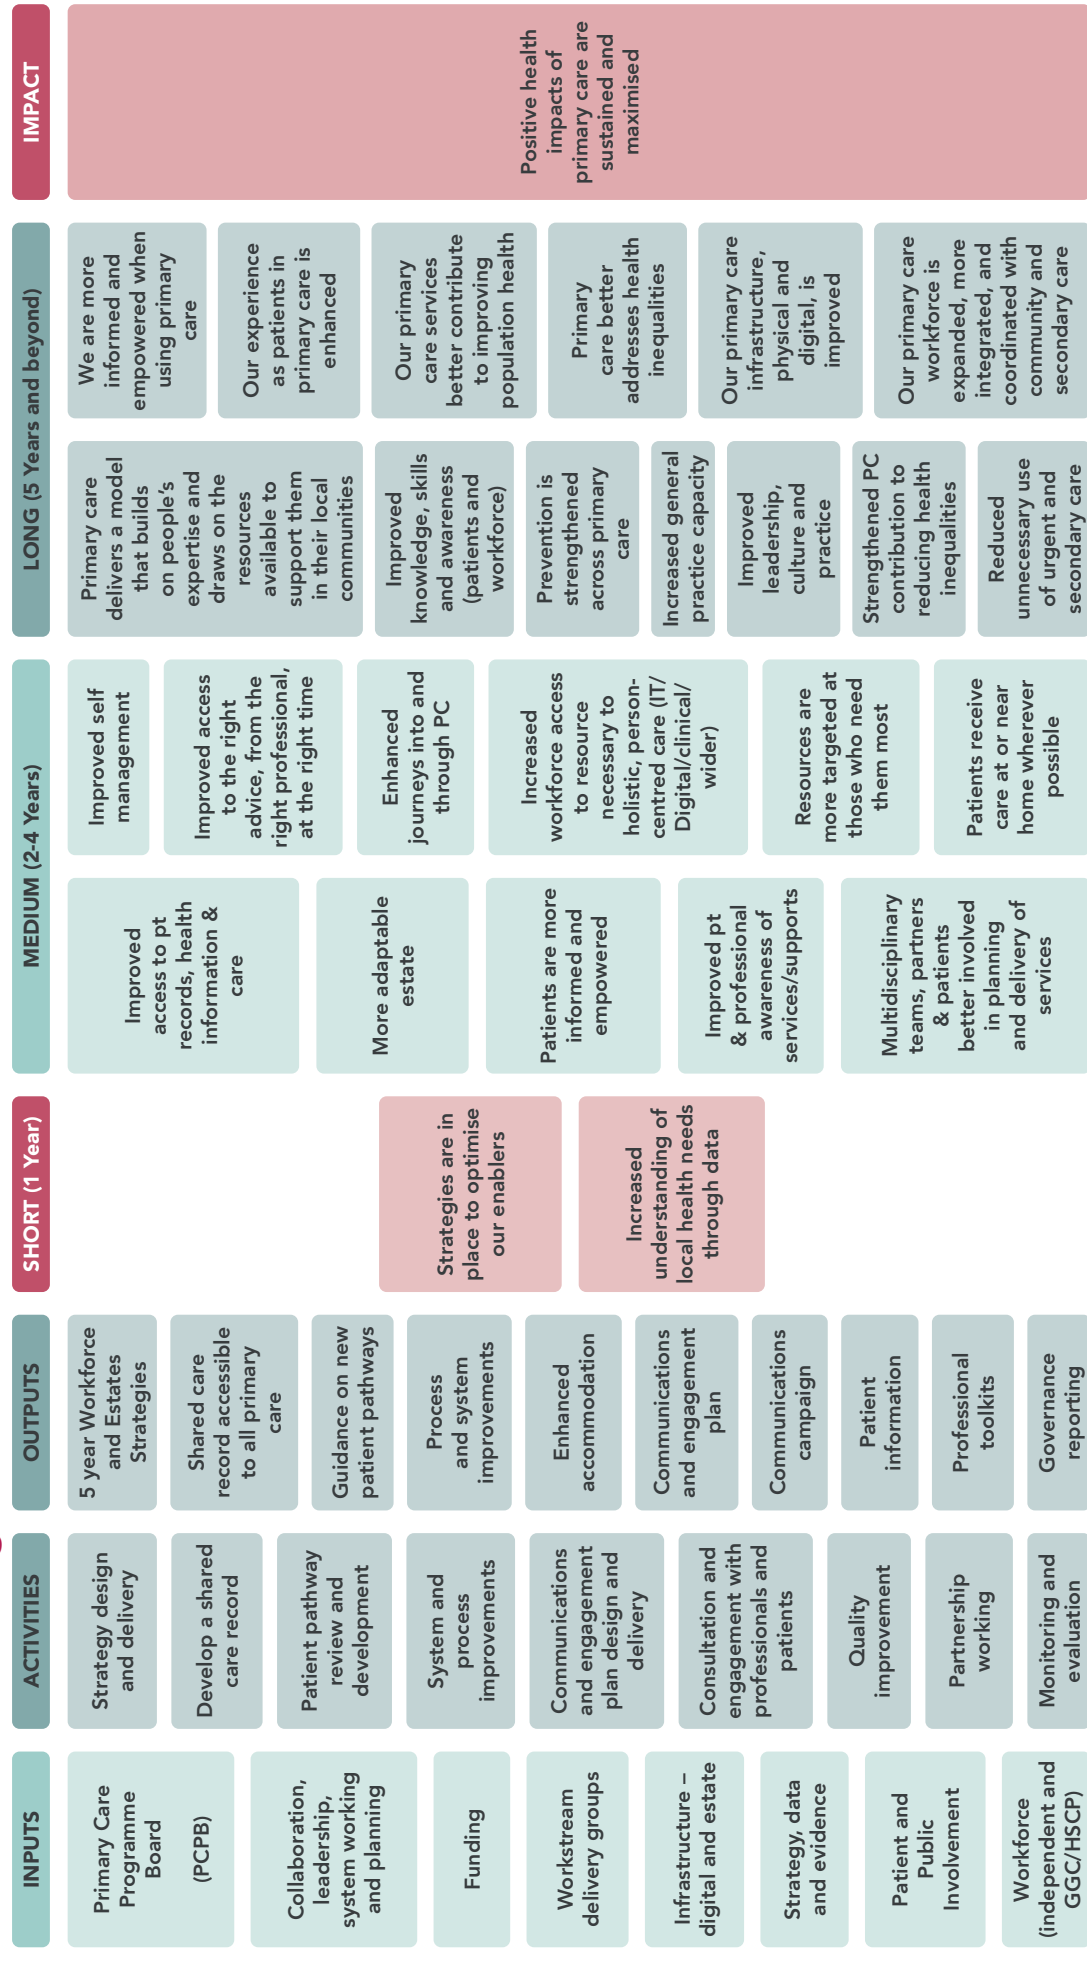 INPUTS
Primary Care
Programme
Board
(PCPB)
Collaboration,
leadership,
system working
and planning
Funding
Workstream
delivery groups
Infrastructure –
digital and estate
Strategy, data
and evidence
Patient and
Public
Involvement
Workforce
(independent and
GGC/HSCP)
ACTIVITIES
Strategy design
and delivery
Develop a shared
care record
Patient pathway
review and
development
System and
process
improvements
Communications
and engagement
plan design and
delivery
Consultation and
engagement with
professionals and
patients
Quality
improvement
Partnership
working
Monitoring and
evaluation
OUTPUTS
5 year Workforce
and Estates
Strategies
Shared care
record accessible
to all primary
care
Guidance on new
patient pathways
Process
and system
improvements
Enhanced
accommodation
Communications
and engagement
plan
Communications
campaign
Patient
information
Professional
toolkits
Governance
reporting
SHORT (1 Year)
Strategies are in
place to optimise
our enablers
Increased
understanding of
local health needs
through data
MEDIUM (2-4 Years)
Improved
access to pt
records, health
information &
care
More adaptable
estate
Patients are more
informed and
empowered
Improved pt
& professional
awareness of
services/supports
Multidisciplinary
teams, partners
& patients
better involved
in planning
and delivery of
services
Improved self
management
Improved access
to the right
advice, from the
right professional,
at the right time
Enhanced
journeys into and
through PC
Increased
workforce access
to resource
necessary to
holistic, person-
centred care (IT/
Digital/clinical/
wider)
Resources are
more targeted at
those who need
them most
Patients receive
care at or near
home wherever
possible
LONG (5 Years and beyond)
Primary care
delivers a model
that builds
on people’s
expertise and
draws on the
resources
available to
support them
in their local
communities
Improved
knowledge, skills
and awareness
(patients and
workforce)
Prevention is
strengthened
across primary
care
Increased general
practice capacity
Improved
leadership,
culture and
practice
Strengthened PC
contribution to
reducing health
inequalities
Reduced
unnecessary use
of urgent and
secondary care
We are more
informed and
empowered when
using primary
care
Our experience
as patients in
primary care is
enhanced
Our primary
care services
better contribute
to improving
population health
Primary
care better
addresses health
inequalities
Our primary care
infrastructure,
physical and
digital, is
improved
Our primary care
workforce is
expanded, more
integrated, and
coordinated with
community and
secondary care
IMPACT
Positive health
impacts of
primary care are
sustained and
maximised